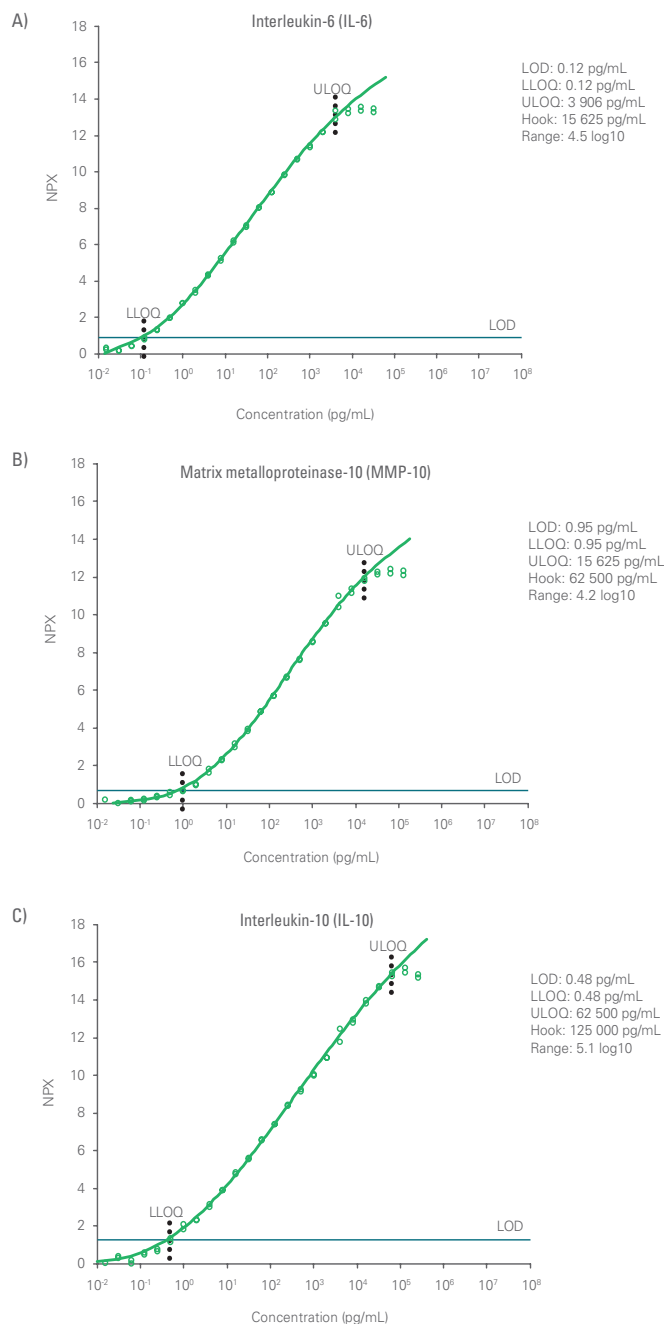 A)
Interleukin-6 (IL-6)
18
16
14
12
10
8
6
4
2
0
NPX
ULOQ
LLOQ
LOD
10⁻² 10⁻¹ 10⁰ 10¹ 10² 10³ 10⁴ 10⁵ 10⁶ 10⁷ 10⁸
Concentration (pg/mL)
LOD: 0.12 pg/mL
LLOQ: 0.12 pg/mL
ULOQ: 3 906 pg/mL
Hook: 15 625 pg/mL
Range: 4.5 log10
B)
Matrix metalloproteinase-10 (MMP-10)
18
16
14
12
10
8
6
4
2
0
NPX
ULOQ
LLOQ
LOD
10⁻² 10⁻¹ 10⁰ 10¹ 10² 10³ 10⁴ 10⁵ 10⁶ 10⁷ 10⁸
Concentration (pg/mL)
LOD: 0.95 pg/mL
LLOQ: 0.95 pg/mL
ULOQ: 15 625 pg/mL
Hook: 62 500 pg/mL
Range: 4.2 log10
C)
Interleukin-10 (IL-10)
18
16
14
12
10
8
6
4
2
0
NPX
ULOQ
LLOQ
LOD
10⁻² 10⁻¹ 10⁰ 10¹ 10² 10³ 10⁴ 10⁵ 10⁶ 10⁷ 10⁸
Concentration (pg/mL)
LOD: 0.48 pg/mL
LLOQ: 0.48 pg/mL
ULOQ: 62 500 pg/mL
Hook: 125 000 pg/mL
Range: 5.1 log10